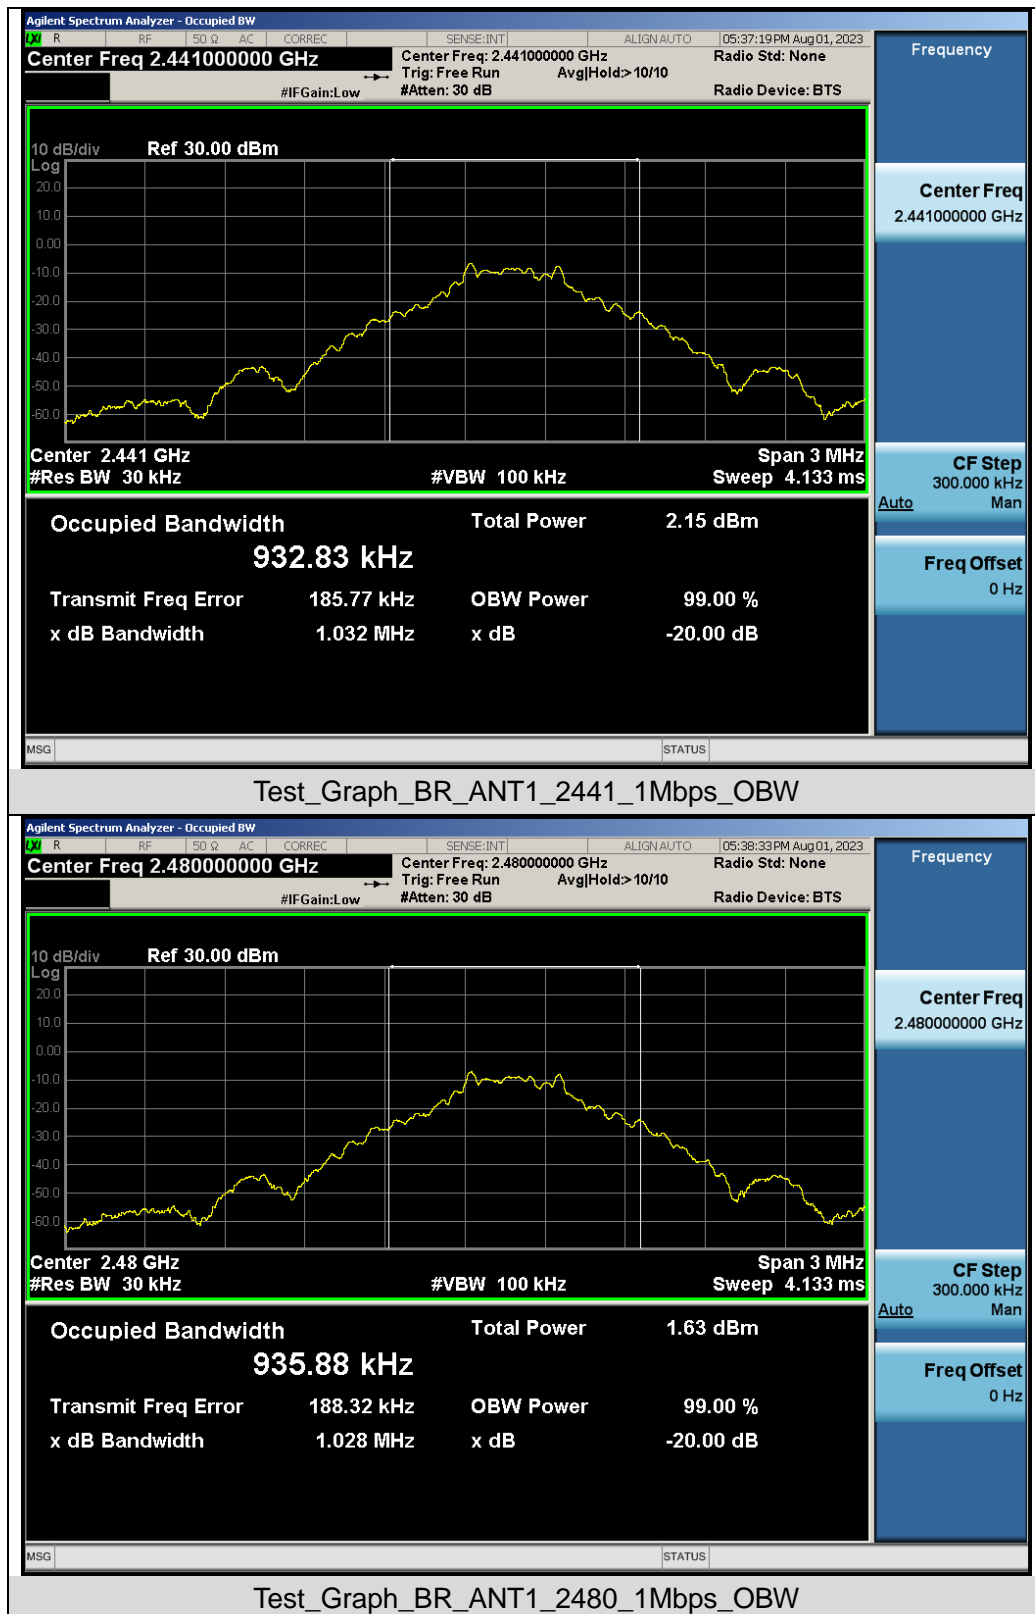 Agilent Spectrum Analyzer - Occupied BW
LXI R RF 50 Ω AC CORREC SENSE:INT ALIGN AUTO 05:37:19 PM Aug 01, 2023
Center Freq 2.441000000 GHz Center Freq: 2.441000000 GHz Radio Std: None Frequency
Trig: Free Run Avg|Hold:>10/10
#IFGain:Low #Atten: 30 dB Radio Device: BTS
10 dB/div Ref 30.00 dBm
Log
20.0
10.0
0.00
-10.0
-20.0
-30.0
-40.0
-50.0
-60.0
Center Freq
2.441000000 GHz
Center 2.441 GHz Span 3 MHz
#Res BW 30 kHz #VBW 100 kHz Sweep 4.133 ms
CF Step
300.000 kHz
Auto Man
Occupied Bandwidth Total Power 2.15 dBm
932.83 kHz
Freq Offset
0 Hz
Transmit Freq Error 185.77 kHz OBW Power 99.00 %
x dB Bandwidth 1.032 MHz x dB -20.00 dB
MSG STATUS
Test_Graph_BR_ANT1_2441_1Mbps_OBW
Agilent Spectrum Analyzer - Occupied BW
LXI R RF 50 Ω AC CORREC SENSE:INT ALIGN AUTO 05:38:33 PM Aug 01, 2023
Center Freq 2.480000000 GHz Center Freq: 2.480000000 GHz Radio Std: None Frequency
Trig: Free Run Avg|Hold:>10/10
#IFGain:Low #Atten: 30 dB Radio Device: BTS
10 dB/div Ref 30.00 dBm
Log
20.0
10.0
0.00
-10.0
-20.0
-30.0
-40.0
-50.0
-60.0
Center Freq
2.480000000 GHz
Center 2.48 GHz Span 3 MHz
#Res BW 30 kHz #VBW 100 kHz Sweep 4.133 ms
CF Step
300.000 kHz
Auto Man
Occupied Bandwidth Total Power 1.63 dBm
935.88 kHz
Freq Offset
0 Hz
Transmit Freq Error 188.32 kHz OBW Power 99.00 %
x dB Bandwidth 1.028 MHz x dB -20.00 dB
MSG STATUS
Test_Graph_BR_ANT1_2480_1Mbps_OBW